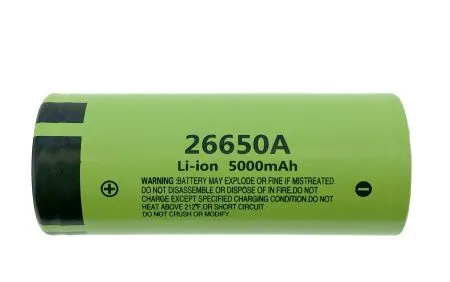 26650A
Li-ion 5000mAh
WARNING:BATTERY MAY EXPLODE OR FINE IF MESTREATED.
DO NOT DISASSEMBLE OR DISPOSE OF IN FIRE.DO NOT
CHARGE EXCEPT SPECIFIED CHARGING CONDITION.DO NOT
HEAT ABOVE 212°F,OR SHORT CIRCUIT
DO NOT CRUSH OR MODIFY
+
-